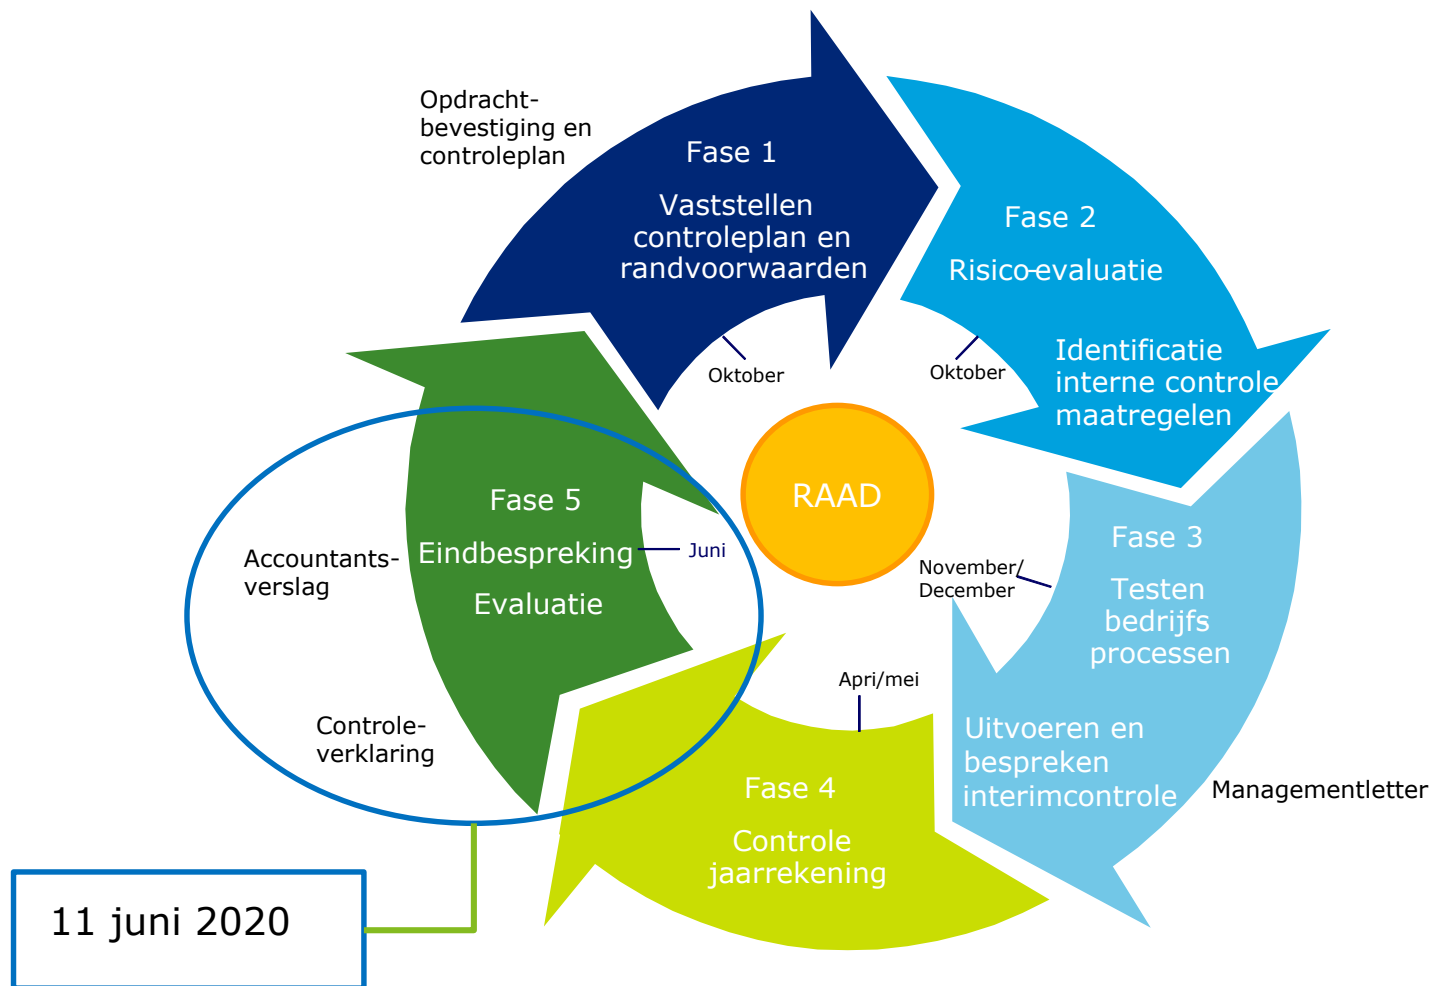 Opdracht-
bevestiging en
controleplan
Fase 1
Vaststellen
controleplan en
randvoorwaarden
Oktober
Fase 2
Risico-evaluatie
Identificatie
interne controle
maatregelen
Oktober
RAAD
Fase 3
Testen
bedrijfs
processen
November/
December
Uitvoeren en
bespreken
interimcontrole
Managementletter
Apri/mei
Fase 4
Controle
jaarrekening
Fase 5
Eindbespreking
Evaluatie
Juni
Accountants-
verslag
Controle-
verklaring
11 juni 2020